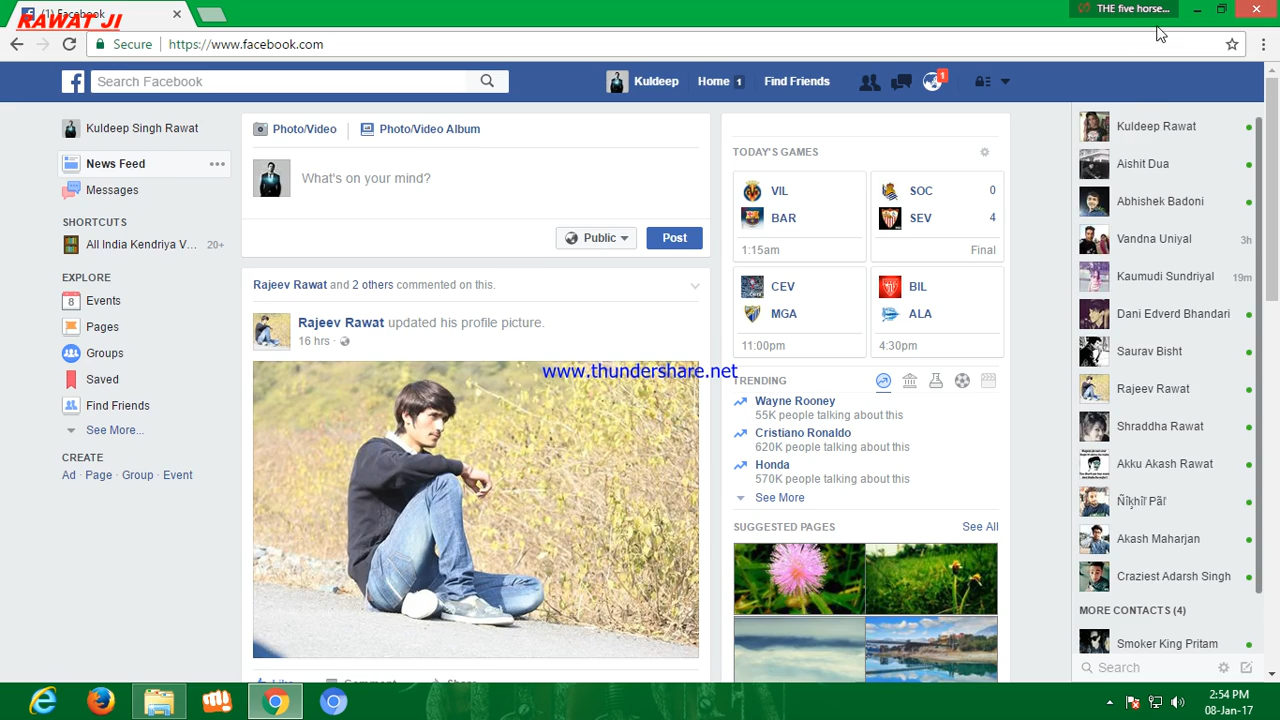 (1) Facebook
RAWAT JI
THE five horse...
Secure
https://www.facebook.com
Search Facebook
Kuldeep
Home 1
Find Friends
1
Kuldeep Singh Rawat
News Feed
Messages
SHORTCUTS
All India Kendriya V... 20+
EXPLORE
8 Events
Pages
Groups
Saved
Find Friends
See More...
CREATE
Ad · Page · Group · Event
Photo/Video
Photo/Video Album
What's on your mind?
Public
Post
Rajeev Rawat and 2 others commented on this.
Rajeev Rawat updated his profile picture.
16 hrs ·
www.thundershare.net
Like Comment Share
TODAY'S GAMES
VIL
BAR
1:15am
SOC 0
SEV 4
Final
CEV
MGA
11:00pm
BIL
ALA
4:30pm
TRENDING
Wayne Rooney
55K people talking about this
Cristiano Ronaldo
620K people talking about this
Honda
570K people talking about this
See More
SUGGESTED PAGES
See All
Kuldeep Rawat
Aishit Dua
Abhishek Badoni
Vandna Uniyal 3h
Kaumudi Sundriyal 19m
Dani Edverd Bhandari
Saurav Bisht
Rajeev Rawat
Shraddha Rawat
Akku Akash Rawat
Akash Maharjan
Craziest Adarsh Singh
MORE CONTACTS (4)
Smoker King Pritam
Search
2:54 PM
08-Jan-17